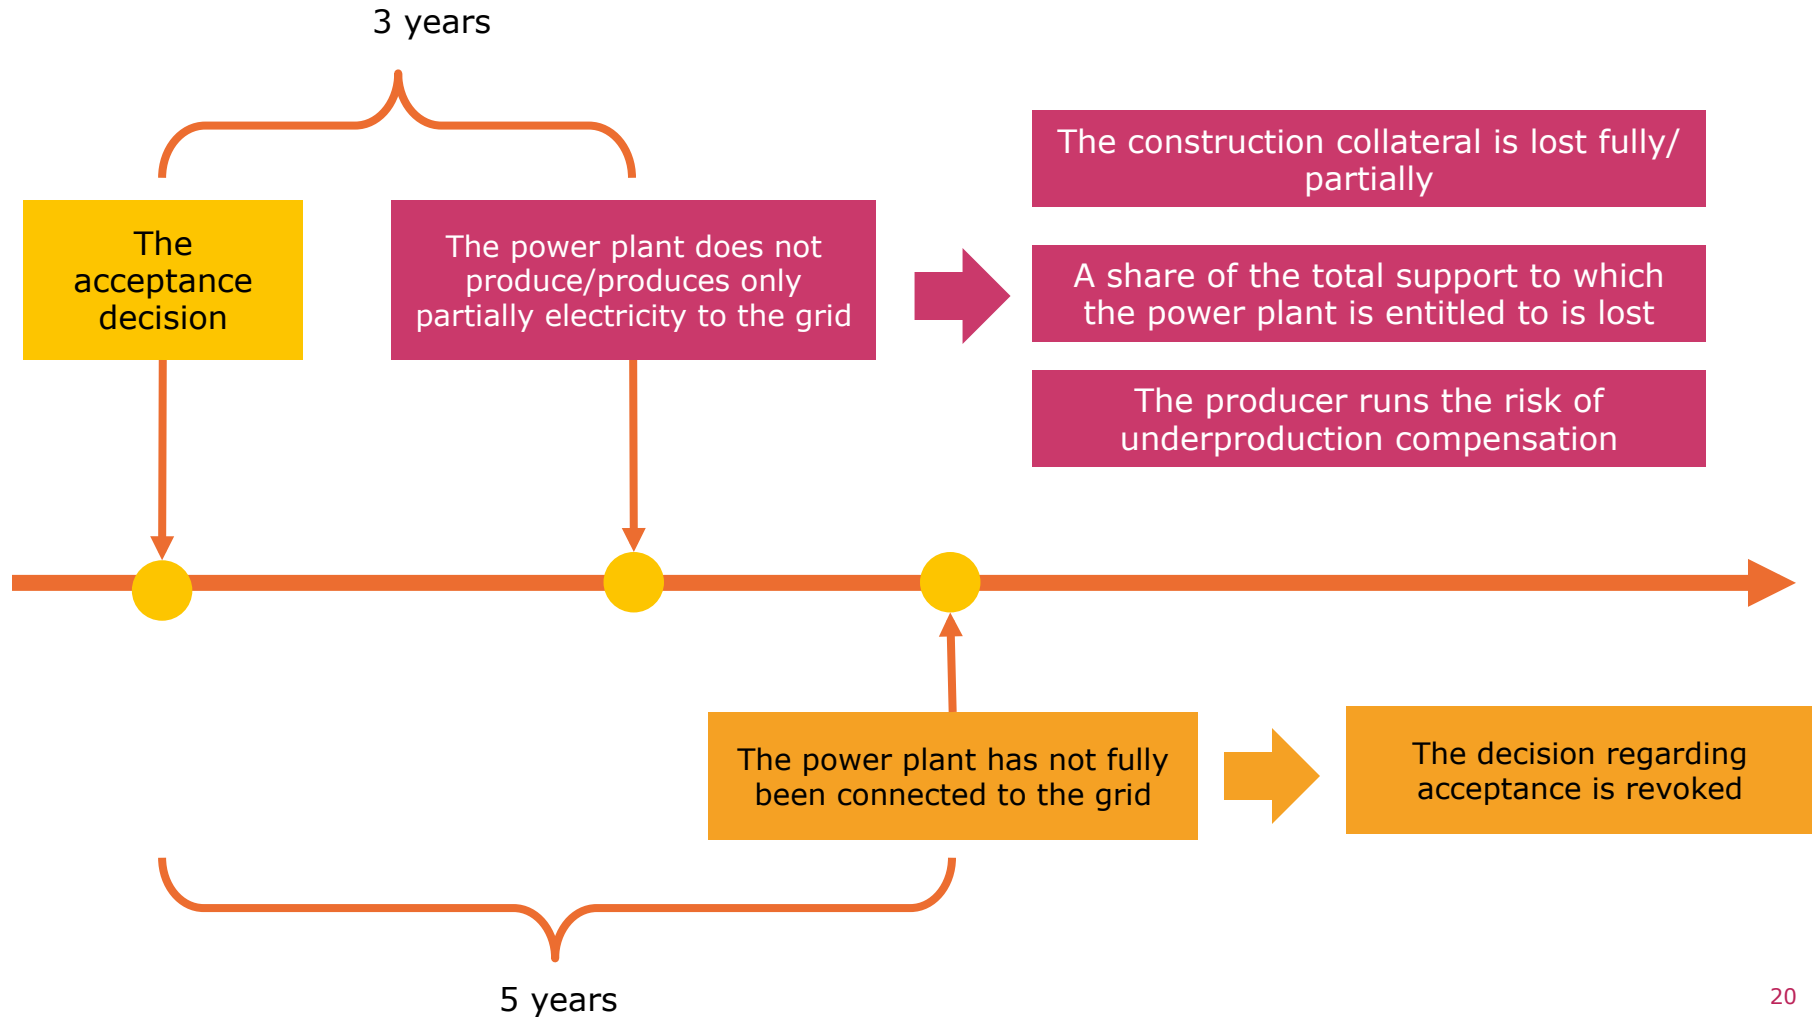 3 years
The
acceptance
decision
The power plant does not
produce/produces only
partially electricity to the grid
The construction collateral is lost fully/
partially
A share of the total support to which
the power plant is entitled to is lost
The producer runs the risk of
underproduction compensation
The power plant has not fully
been connected to the grid
The decision regarding
acceptance is revoked
5 years
20